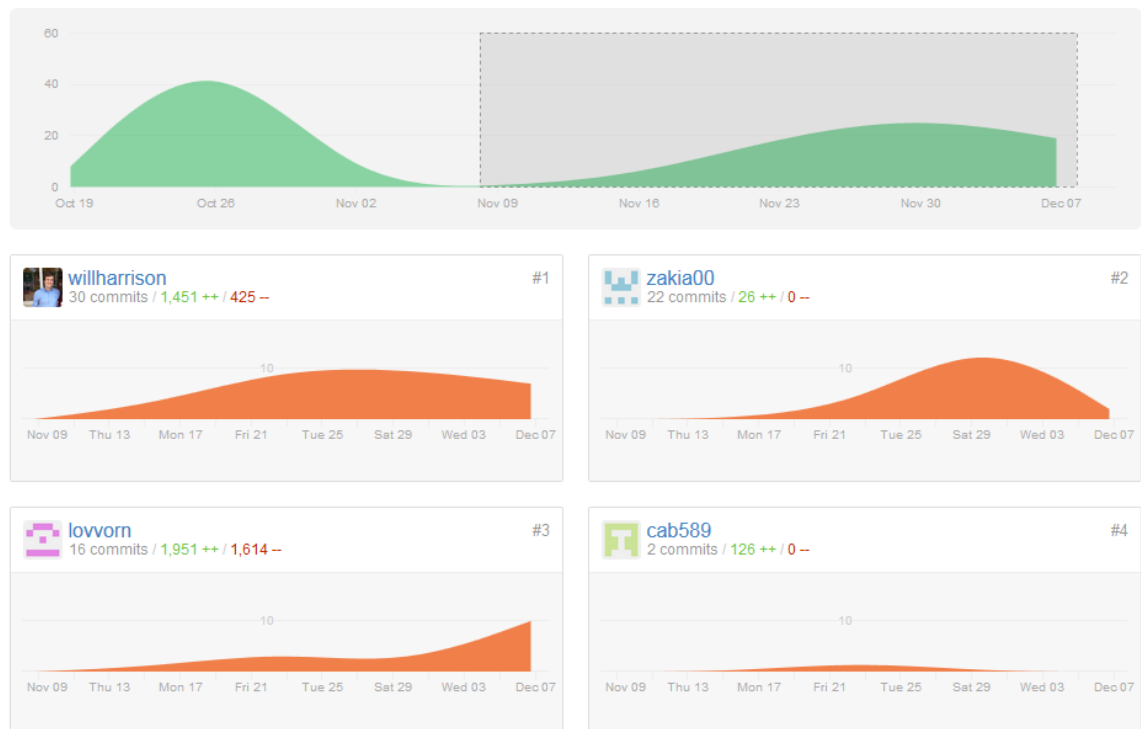 60
40
20
0
Oct 19 Oct 26 Nov 02 Nov 09 Nov 16 Nov 23 Nov 30 Dec 07
willharrison #1
30 commits / 1,451 ++ / 425 --
10
Nov 09 Thu 13 Mon 17 Fri 21 Tue 25 Sat 29 Wed 03 Dec 07
zakia00 #2
22 commits / 26 ++ / 0 --
10
Nov 09 Thu 13 Mon 17 Fri 21 Tue 25 Sat 29 Wed 03 Dec 07
lovvorn #3
16 commits / 1,951 ++ / 1,614 --
10
Nov 09 Thu 13 Mon 17 Fri 21 Tue 25 Sat 29 Wed 03 Dec 07
cab589 #4
2 commits / 126 ++ / 0 --
10
Nov 09 Thu 13 Mon 17 Fri 21 Tue 25 Sat 29 Wed 03 Dec 07